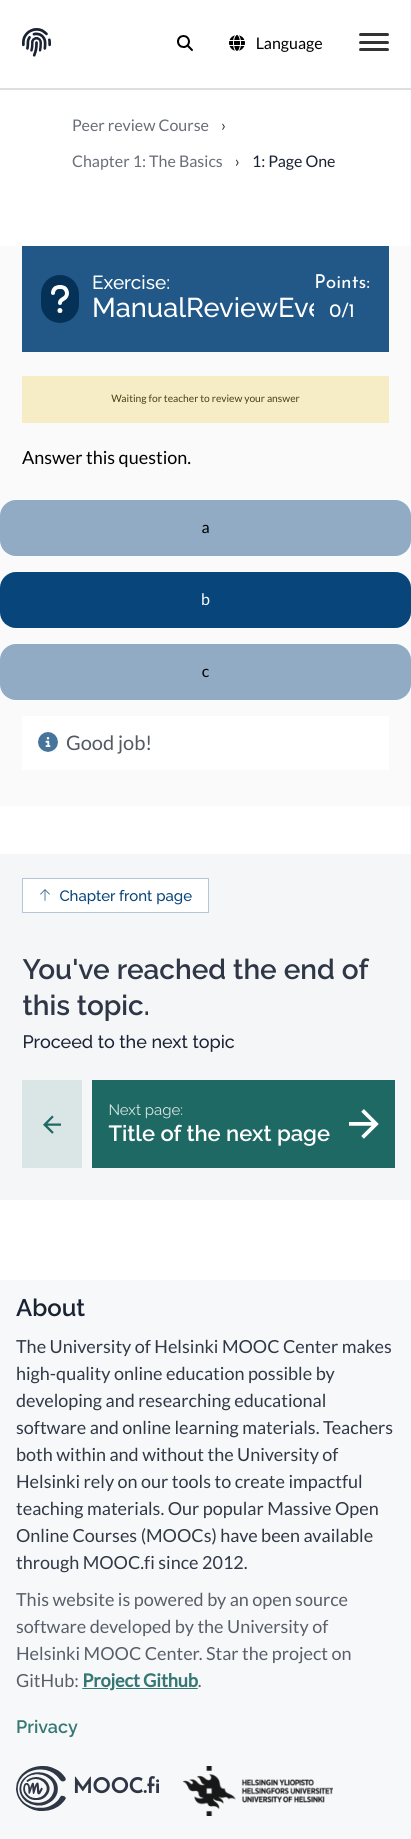 Language
Peer review Course ›
Chapter 1: The Basics › 1: Page One
Exercise:
ManualReviewEve
Points:
0/1
Waiting for teacher to review your answer
Answer this question.
a
b
c
Good job!
Chapter front page
You've reached the end of
this topic.
Proceed to the next topic
Next page:
Title of the next page
About
The University of Helsinki MOOC Center makes
high-quality online education possible by
developing and researching educational
software and online learning materials. Teachers
both within and without the University of
Helsinki rely on our tools to create impactful
teaching materials. Our popular Massive Open
Online Courses (MOOCs) have been available
through MOOC.fi since 2012.
This website is powered by an open source
software developed by the University of
Helsinki MOOC Center. Star the project on
GitHub: Project Github.
Privacy
MOOC.fi
HELSINGIN YLIOPISTO
HELSINGFORS UNIVERSITET
UNIVERSITY OF HELSINKI